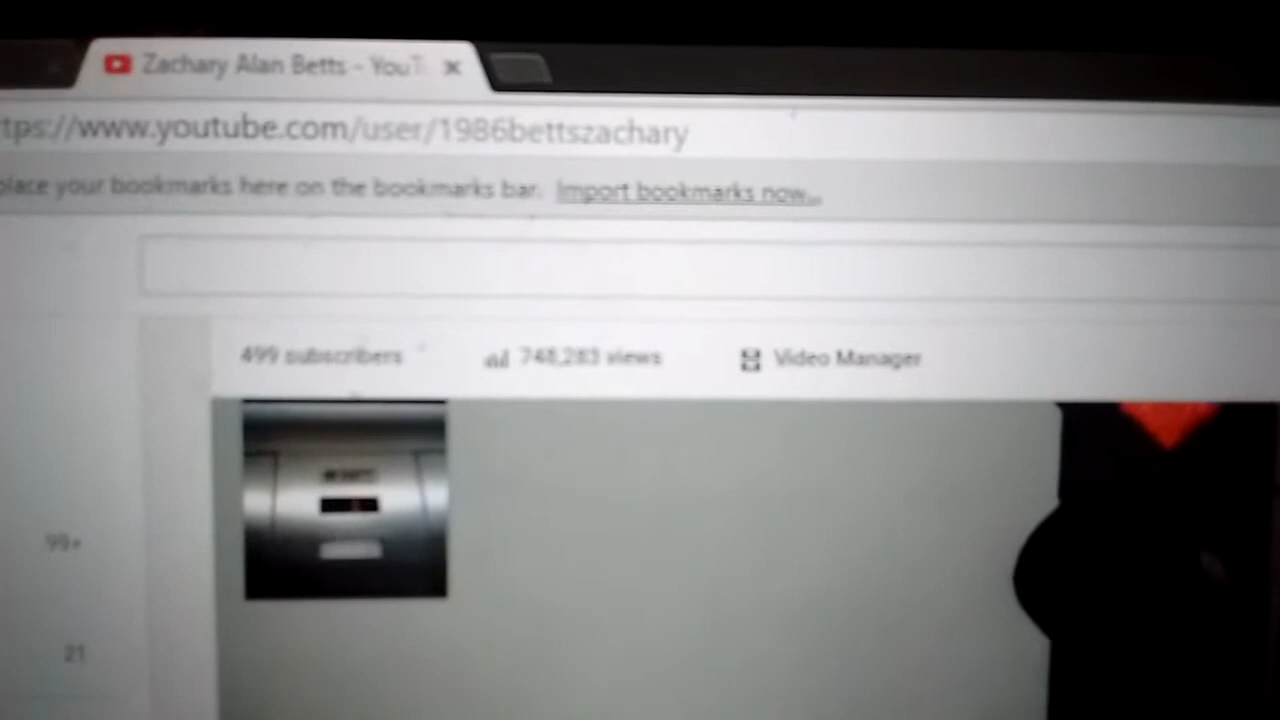 Zachary Alan Betts - YouT
tps://www.youtube.com/user/1986bettszachary
place your bookmarks here on the bookmarks bar. Import bookmarks now...
499 subscribers 748,283 views Video Manager
99+
21